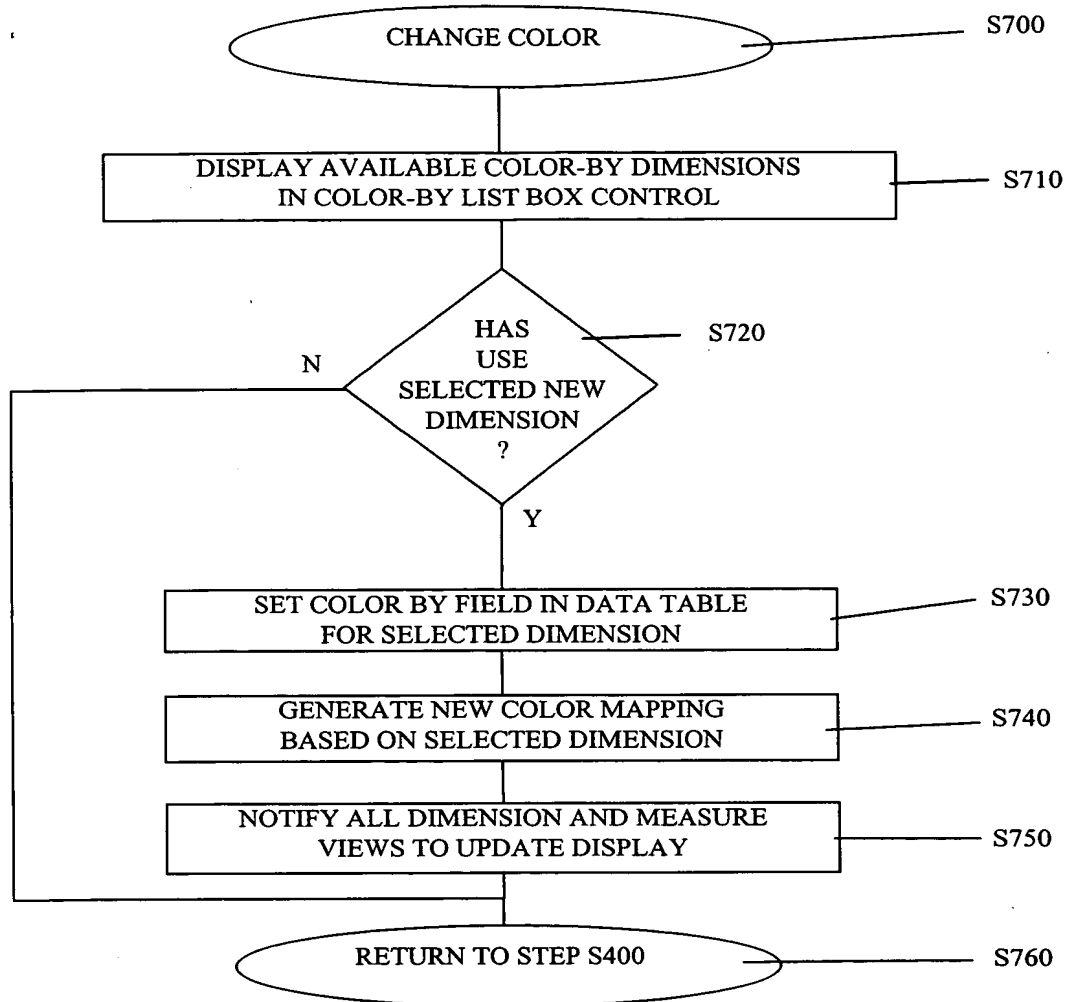 CHANGE COLOR
S700
DISPLAY AVAILABLE COLOR-BY DIMENSIONS
IN COLOR-BY LIST BOX CONTROL
S710
HAS
USE
SELECTED NEW
DIMENSION
?
S720
N
Y
SET COLOR BY FIELD IN DATA TABLE
FOR SELECTED DIMENSION
S730
GENERATE NEW COLOR MAPPING
BASED ON SELECTED DIMENSION
S740
NOTIFY ALL DIMENSION AND MEASURE
VIEWS TO UPDATE DISPLAY
S750
RETURN TO STEP S400
S760